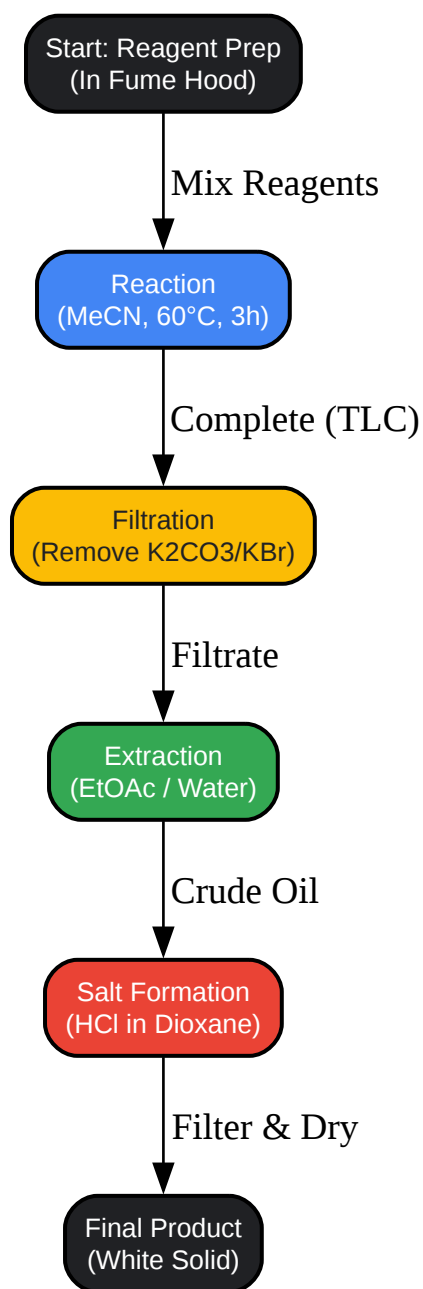 Start: Reagent Prep
(In Fume Hood)
Mix Reagents
Reaction
(MeCN, 60°C, 3h)
Complete (TLC)
Filtration
(Remove K2CO3/KBr)
Filtrate
Extraction
(EtOAc / Water)
Crude Oil
Salt Formation
(HCl in Dioxane)
Filter & Dry
Final Product
(White Solid)